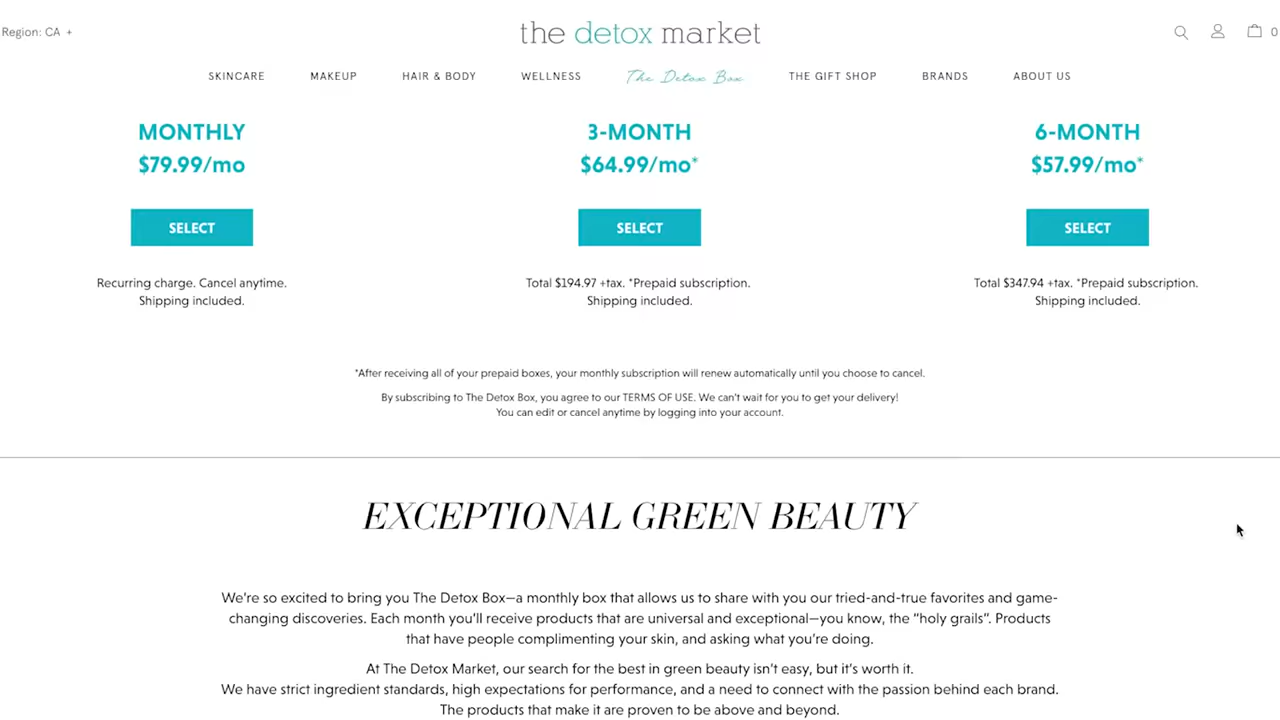 Region: CA +
the detox market
0
SKINCARE
MAKEUP
HAIR & BODY
WELLNESS
The Detox Box
THE GIFT SHOP
BRANDS
ABOUT US
MONTHLY
$79.99/mo
SELECT
Recurring charge. Cancel anytime.
Shipping included.
3-MONTH
$64.99/mo*
SELECT
Total $194.97 +tax. *Prepaid subscription.
Shipping included.
6-MONTH
$57.99/mo*
SELECT
Total $347.94 +tax. *Prepaid subscription.
Shipping included.
*After receiving all of your prepaid boxes, your monthly subscription will renew automatically until you choose to cancel.
By subscribing to The Detox Box, you agree to our TERMS OF USE. We can't wait for you to get your delivery!
You can edit or cancel anytime by logging into your account.
EXCEPTIONAL GREEN BEAUTY
We're so excited to bring you The Detox Box—a monthly box that allows us to share with you our tried-and-true favorites and game-
changing discoveries. Each month you'll receive products that are universal and exceptional—you know, the "holy grails". Products
that have people complimenting your skin, and asking what you're doing.
At The Detox Market, our search for the best in green beauty isn't easy, but it's worth it.
We have strict ingredient standards, high expectations for performance, and a need to connect with the passion behind each brand.
The products that make it are proven to be above and beyond.